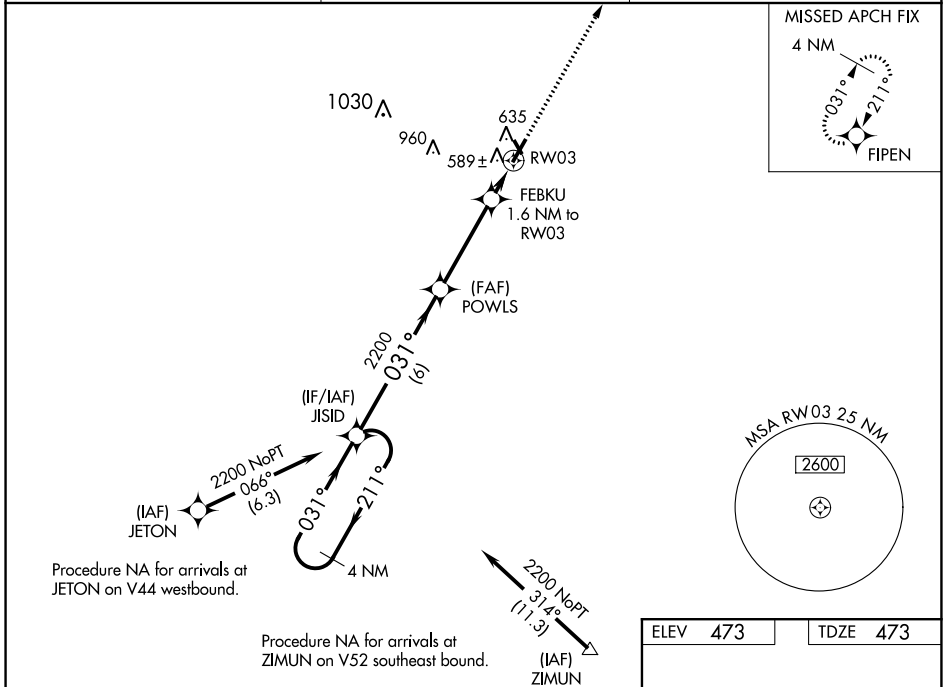 MISSED APCH FIX
4 NM
031°
211°
FIPEN
1030
960
635
589±
RW03
FEBKU
1.6 NM to
RW03
(FAF)
POWLS
2200
031°
(6)
(IF/IAF)
JISID
2200 NoPT
066°
(6.3)
(IAF)
JETON
031°
211°
4 NM
Procedure NA for arrivals at
JETON on V44 westbound.
MSA RW03 25 NM
2600
2200 NoPT
314°
(11.3)
(IAF)
ZIMUN
Procedure NA for arrivals at
ZIMUN on V52 southeast bound.
ELEV 473
TDZE 473